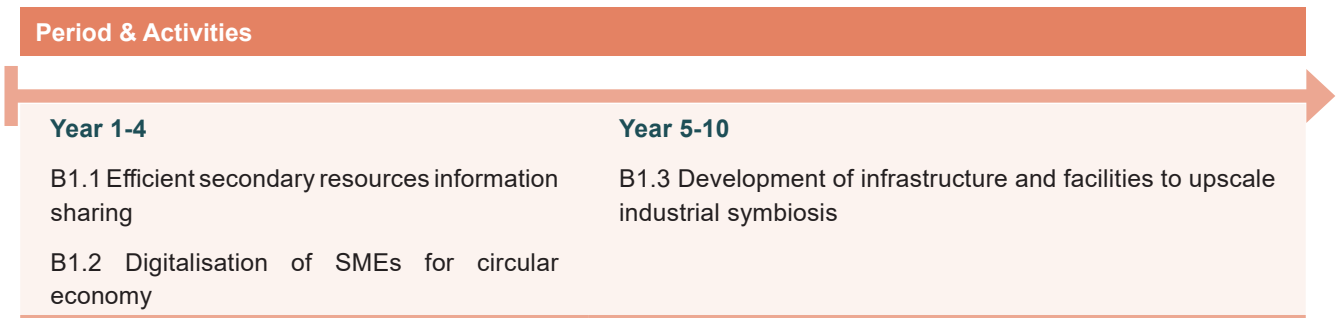 Period & Activities
Year 1-4
B1.1 Efficient secondary resources information
sharing
B1.2 Digitalisation of SMEs for circular
economy
Year 5-10
B1.3 Development of infrastructure and facilities to upscale
industrial symbiosis